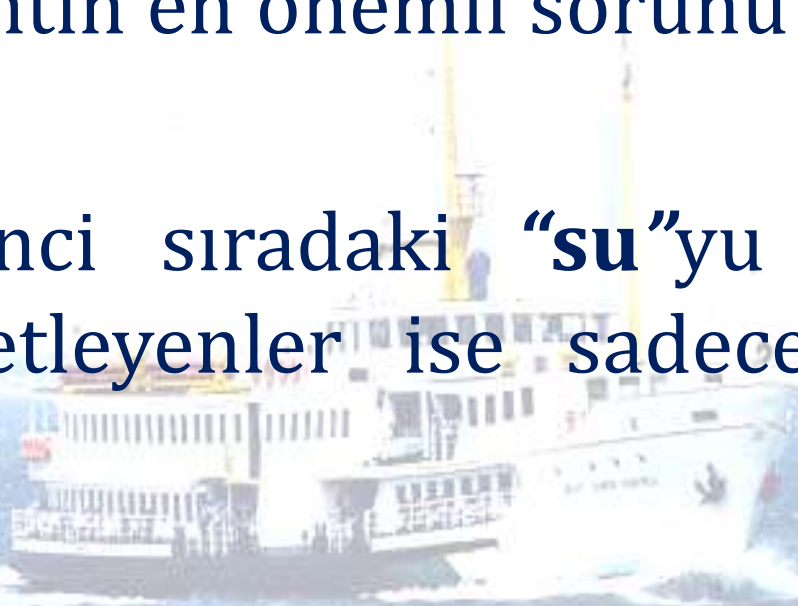 ntin en önemli sorunu
nci sıradaki “su”yu
etleyenler ise sadece